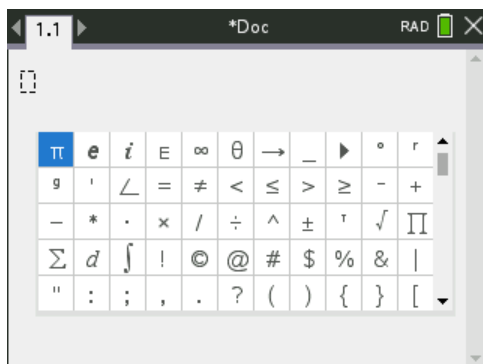 1.1 *Doc RAD
π e i E ∞ θ → _ ▶ ° ʳ
ᵍ ' ∠ = ≠ < ≤ > ≥ − +
– * · × / ÷ ^ ± ᵀ √ ∏
∑ d ∫ ! © @ # $ % & |
" : ; , . ? ( ) { } [